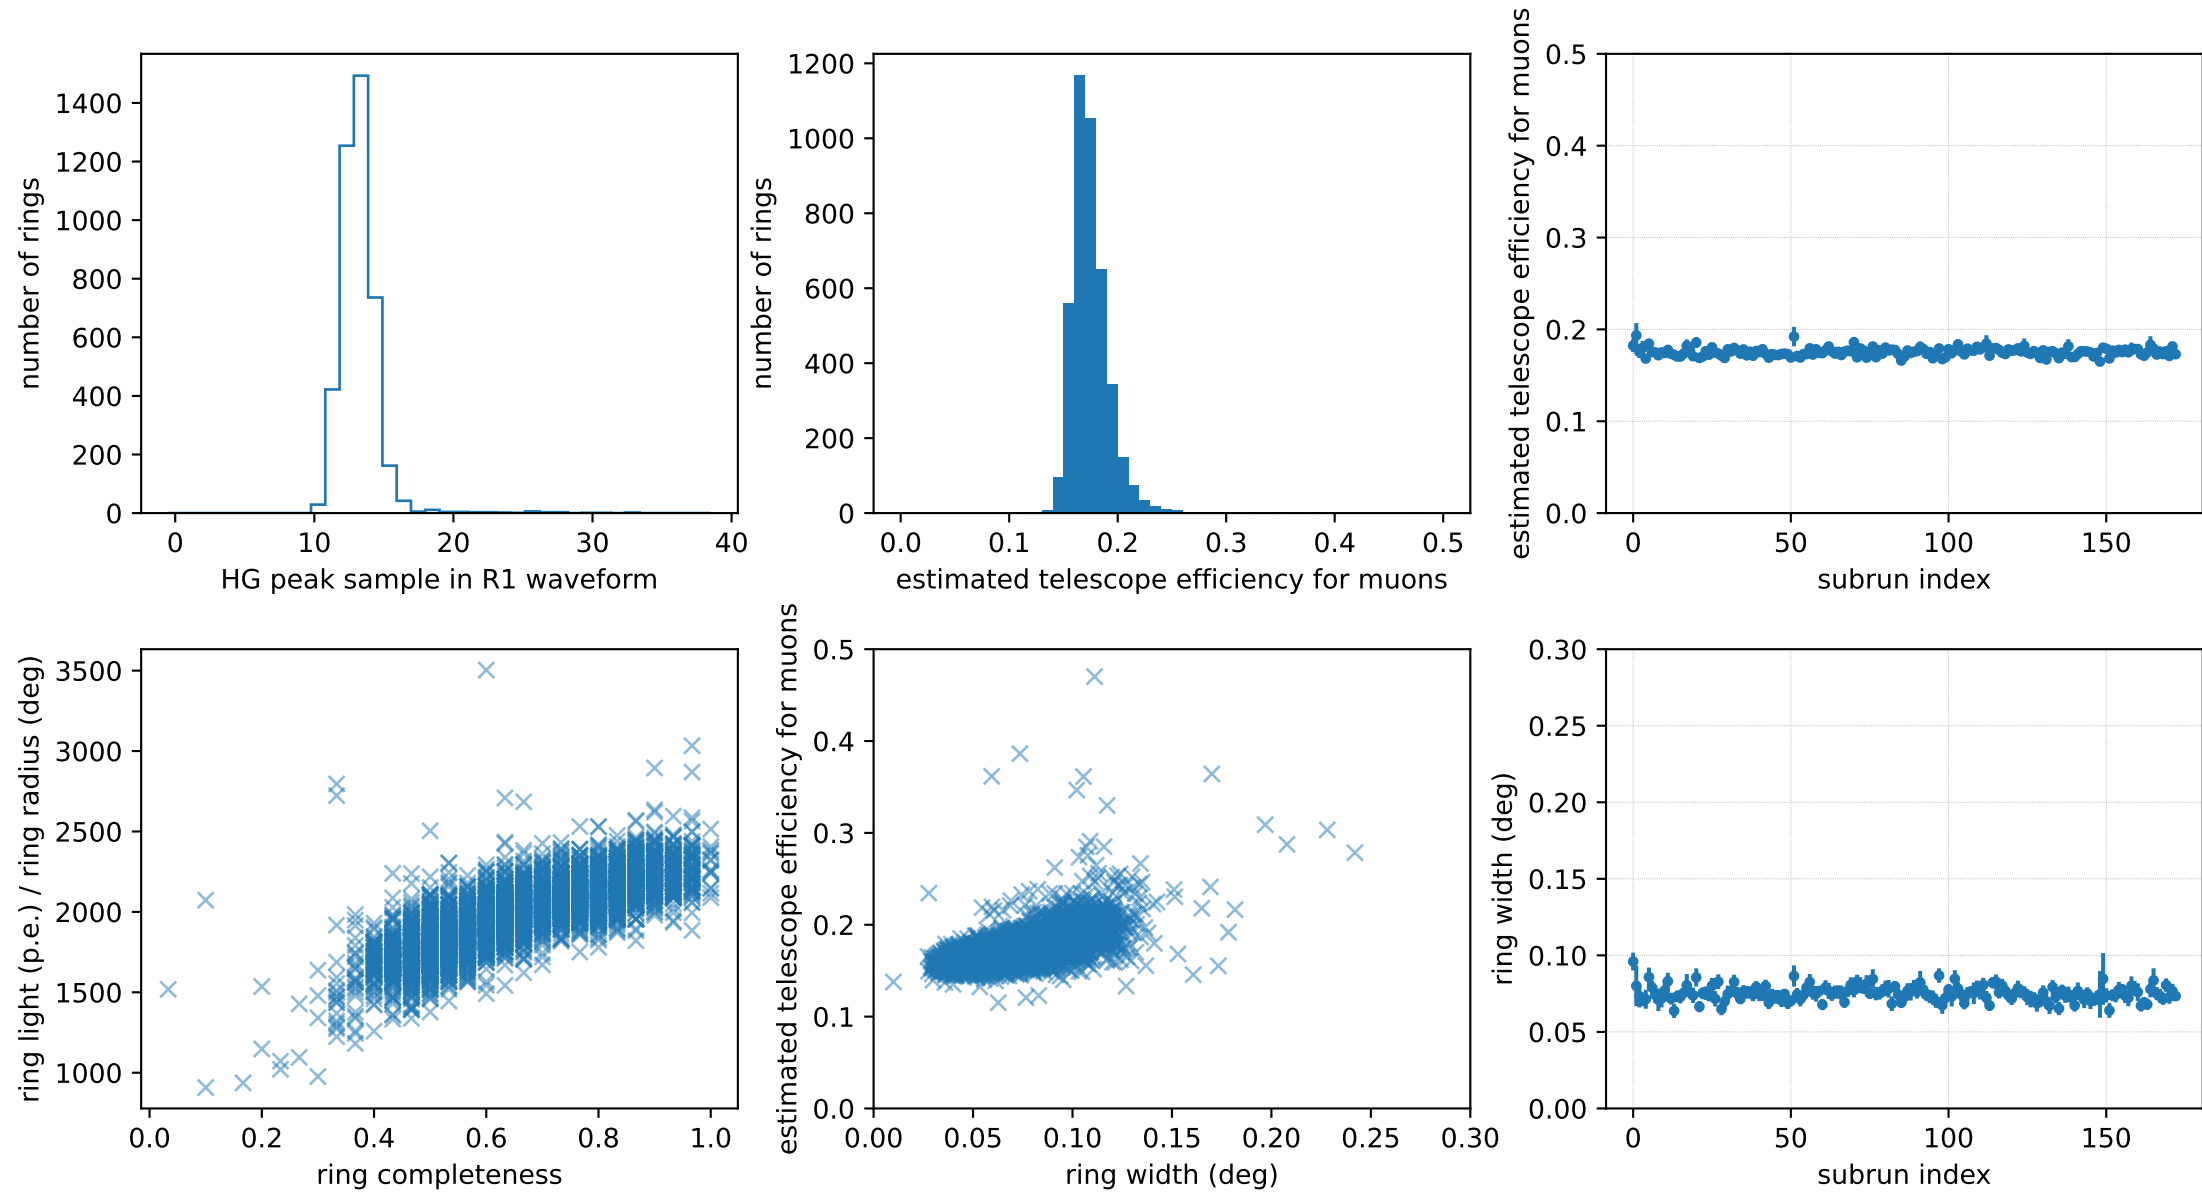 number of rings
1400
1200
1000
800
600
400
200
0
0 10 20 30 40
HG peak sample in R1 waveform
number of rings
1200
1000
800
600
400
200
0
0.0 0.1 0.2 0.3 0.4 0.5
estimated telescope efficiency for muons
estimated telescope efficiency for muons
0.5
0.4
0.3
0.2
0.1
0.0
0 50 100 150
subrun index
ring light (p.e.) / ring radius (deg)
3500
3000
2500
2000
1500
1000
0.0 0.2 0.4 0.6 0.8 1.0
ring completeness
estimated telescope efficiency for muons
0.5
0.4
0.3
0.2
0.1
0.0
0.00 0.05 0.10 0.15 0.20 0.25 0.30
ring width (deg)
ring width (deg)
0.30
0.25
0.20
0.15
0.10
0.05
0.00
0 50 100 150
subrun index